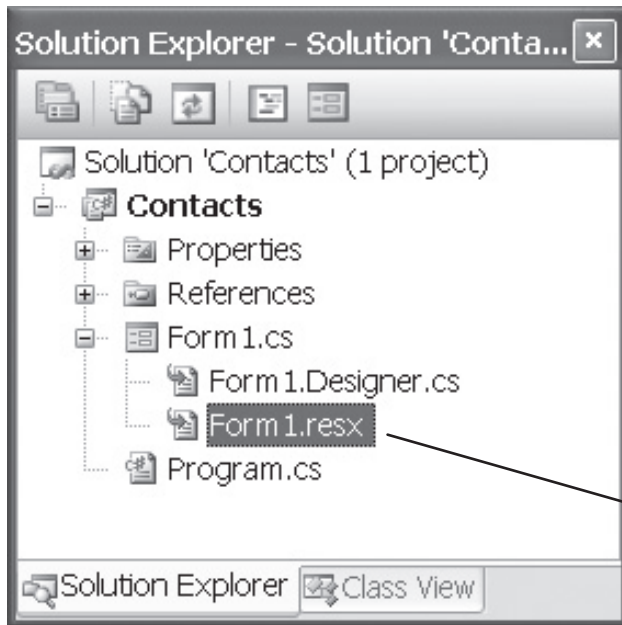 Solution Explorer - Solution 'Conta...
Solution 'Contacts' (1 project)
Contacts
Properties
References
Form1.cs
Form1.Designer.cs
Form1.resx
Program.cs
Solution Explorer
Class View